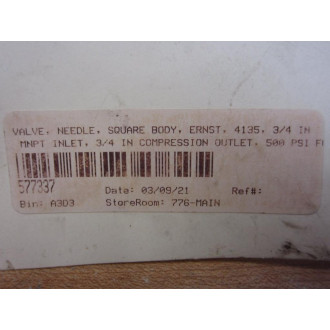 VALVE, NEEDLE, SQUARE BODY, ERNST, 4135, 3/4 IN
MNPT INLET, 3/4 IN COMPRESSION OUTLET, 500 PSI
577337 Date: 03/09/21 Ref#:
Bin: A3D3 StoreRoom: 776-MAIN